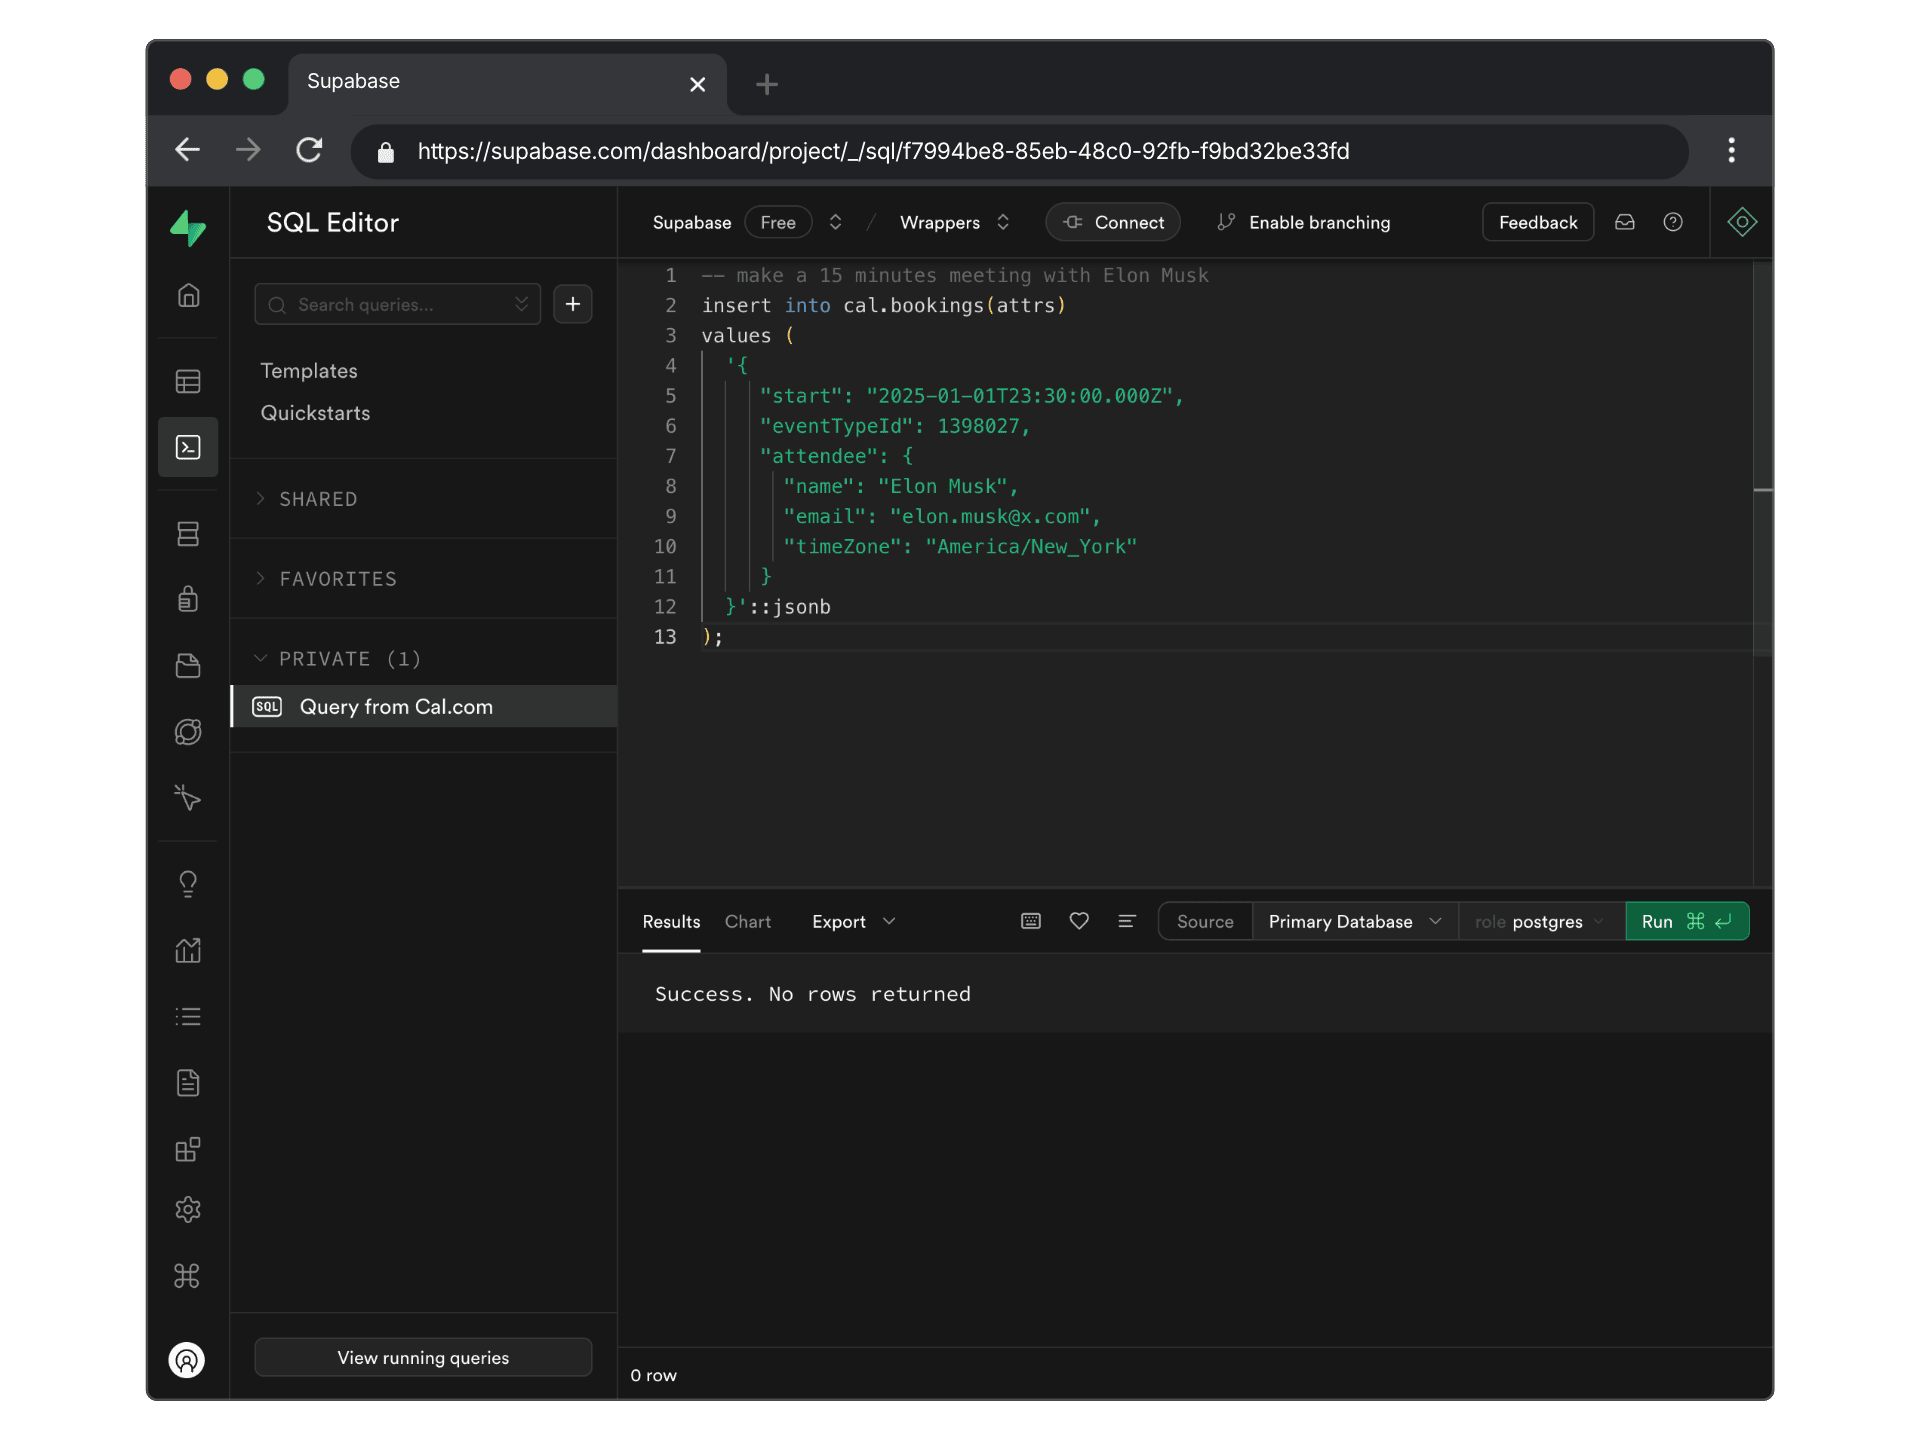 Supabase
https://supabase.com/dashboard/project/_/sql/f7994be8-85eb-48c0-92fb-f9bd32be33fd
SQL Editor
Supabase Free / Wrappers Connect Enable branching Feedback
Search queries...
Templates
Quickstarts
SHARED
FAVORITES
PRIVATE (1)
SQL Query from Cal.com
View running queries
1 -- make a 15 minutes meeting with Elon Musk
2 insert into cal.bookings(attrs)
3 values (
4 '{
5 "start": "2025-01-01T23:30:00.000Z",
6 "eventTypeId": 1398027,
7 "attendee": {
8 "name": "Elon Musk",
9 "email": "elon.musk@x.com",
10 "timeZone": "America/New_York"
11 }
12 }'::jsonb
13 );
Results Chart Export Source Primary Database role postgres Run ⌘
Success. No rows returned
0 row